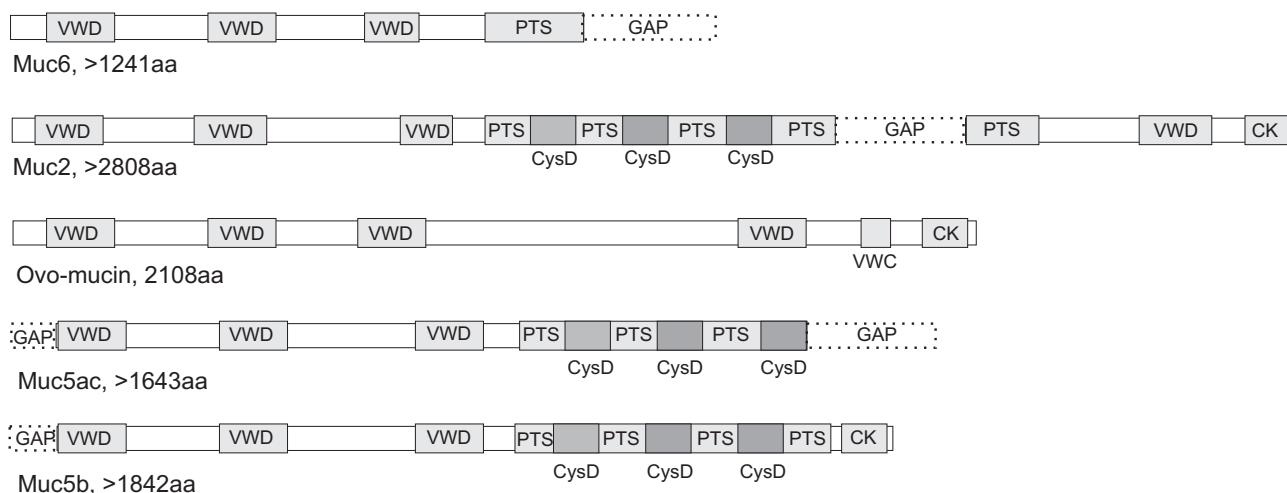 VWD VWD VWD PTS GAP
Muc6, >1241aa
VWD VWD VWD PTS PTS PTS PTS GAP PTS VWD CK
CysD CysD CysD
Muc2, >2808aa
VWD VWD VWD VWD CK
VWC
Ovo-mucin, 2108aa
GAP VWD VWD VWD PTS PTS PTS GAP
CysD CysD CysD
Muc5ac, >1643aa
GAP VWD VWD VWD PTS PTS PTS PTS CK
CysD CysD CysD
Muc5b, >1842aa